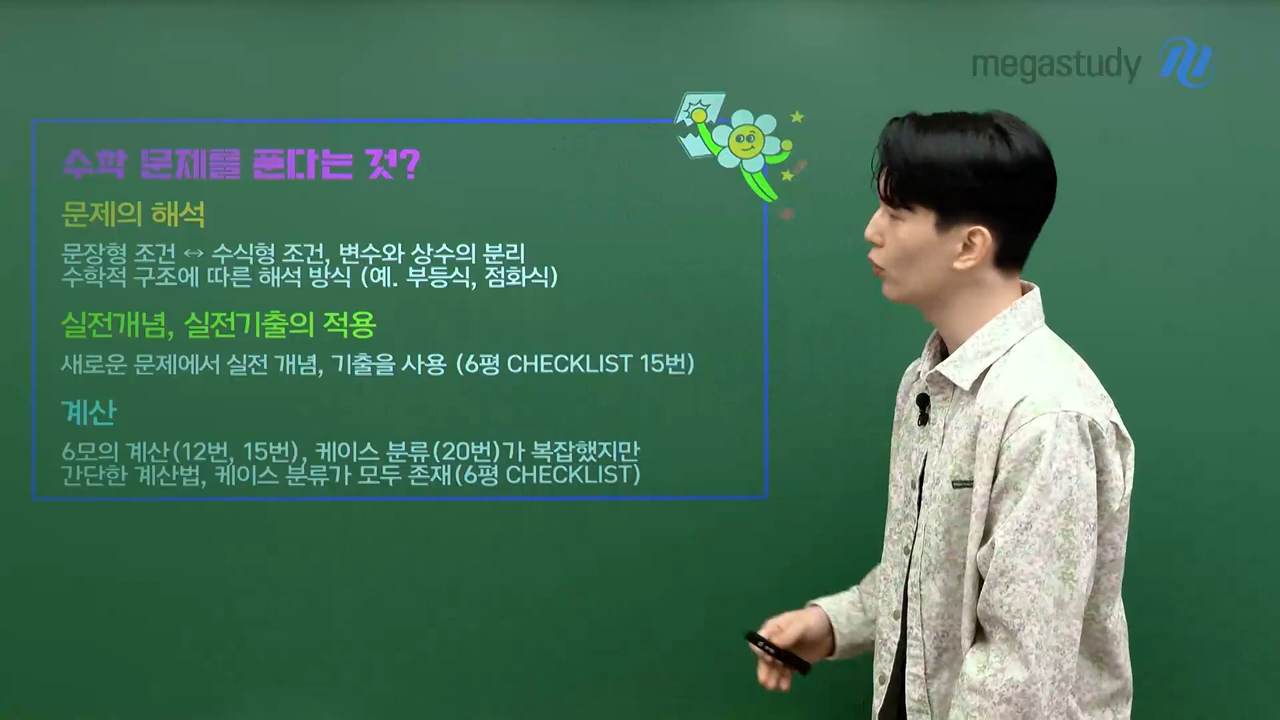 megastudy
수학 문제를 푼다는 것?
문제의 해석
문장형 조건 ↔ 수식형 조건, 변수와 상수의 분리
수학적 구조에 따른 해석 방식 (예. 부등식, 점화식)
실전개념, 실전기출의 적용
새로운 문제에서 실전 개념, 기출을 사용 (6평 CHECKLIST 15번)
계산
6모의 계산(12번, 15번), 케이스 분류(20번)가 복잡했지만
간단한 계산법, 케이스 분류가 모두 존재(6평 CHECKLIST)